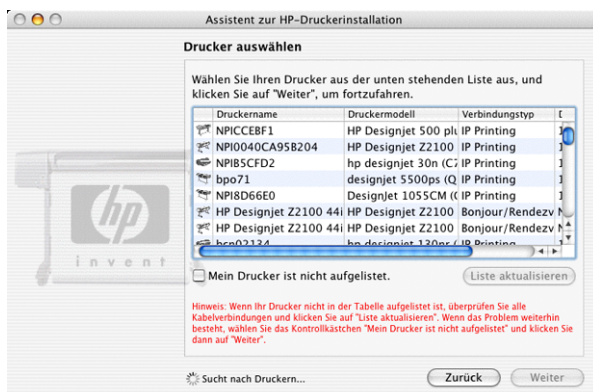 Assistent zur HP-Druckerinstallation
Drucker auswählen
Wählen Sie Ihren Drucker aus der unten stehenden Liste aus, und
klicken Sie auf "Weiter", um fortzufahren.
Druckername Druckermodell Verbindungstyp
NPICCEBF1 HP Designjet 500 plu IP Printing
NPI0040CA95B204 HP Designjet Z2100 IP Printing
NPIB5CFD2 hp designjet 30n (C7 IP Printing
bpo71 designjet 5500ps (Q IP Printing
NPI8D66E0 DesignJet 1055CM (C IP Printing
HP Designjet Z2100 44i HP Designjet Z2100 Bonjour/Rendezv
HP Designjet Z2100 44i HP Designjet Z2100 Bonjour/Rendezv
bcn02134 hp designjet 130nr ( IP Printing
hp
invent
Mein Drucker ist nicht aufgelistet.
Liste aktualisieren
Hinweis: Wenn Ihr Drucker nicht in der Tabelle aufgelistet ist, überprüfen Sie alle
Kabelverbindungen und klicken Sie auf "Liste aktualisieren". Wenn das Problem weiterhin
besteht, wählen Sie das Kontrollkästchen "Mein Drucker ist nicht aufgelistet" und klicken Sie
dann auf "Weiter".
Sucht nach Druckern...
Zurück
Weiter